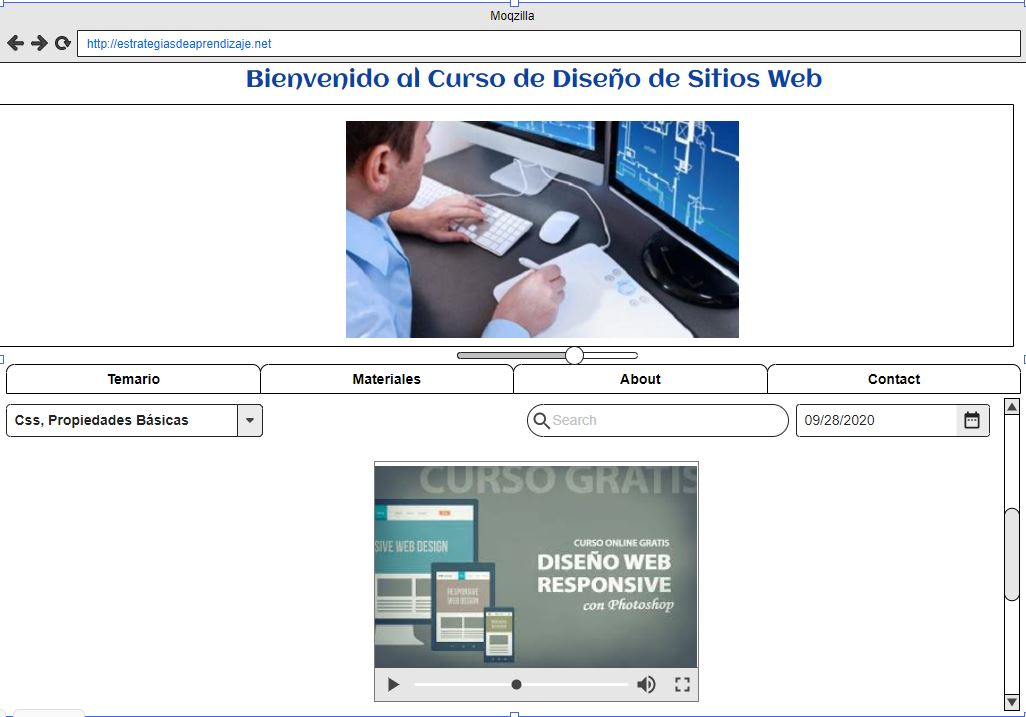 Moqzilla
http://estrategiasdeaprendizaje.net
Bienvenido al Curso de Diseño de Sitios Web
Temario
Materiales
About
Contact
Css, Propiedades Básicas
Search
09/28/2020
CURSO GRATIS
CURSO ONLINE GRATIS
DISEÑO WEB
RESPONSIVE
con Photoshop
SIVE WEB DESIGN
RESPONSIVE
WEB DESIGN